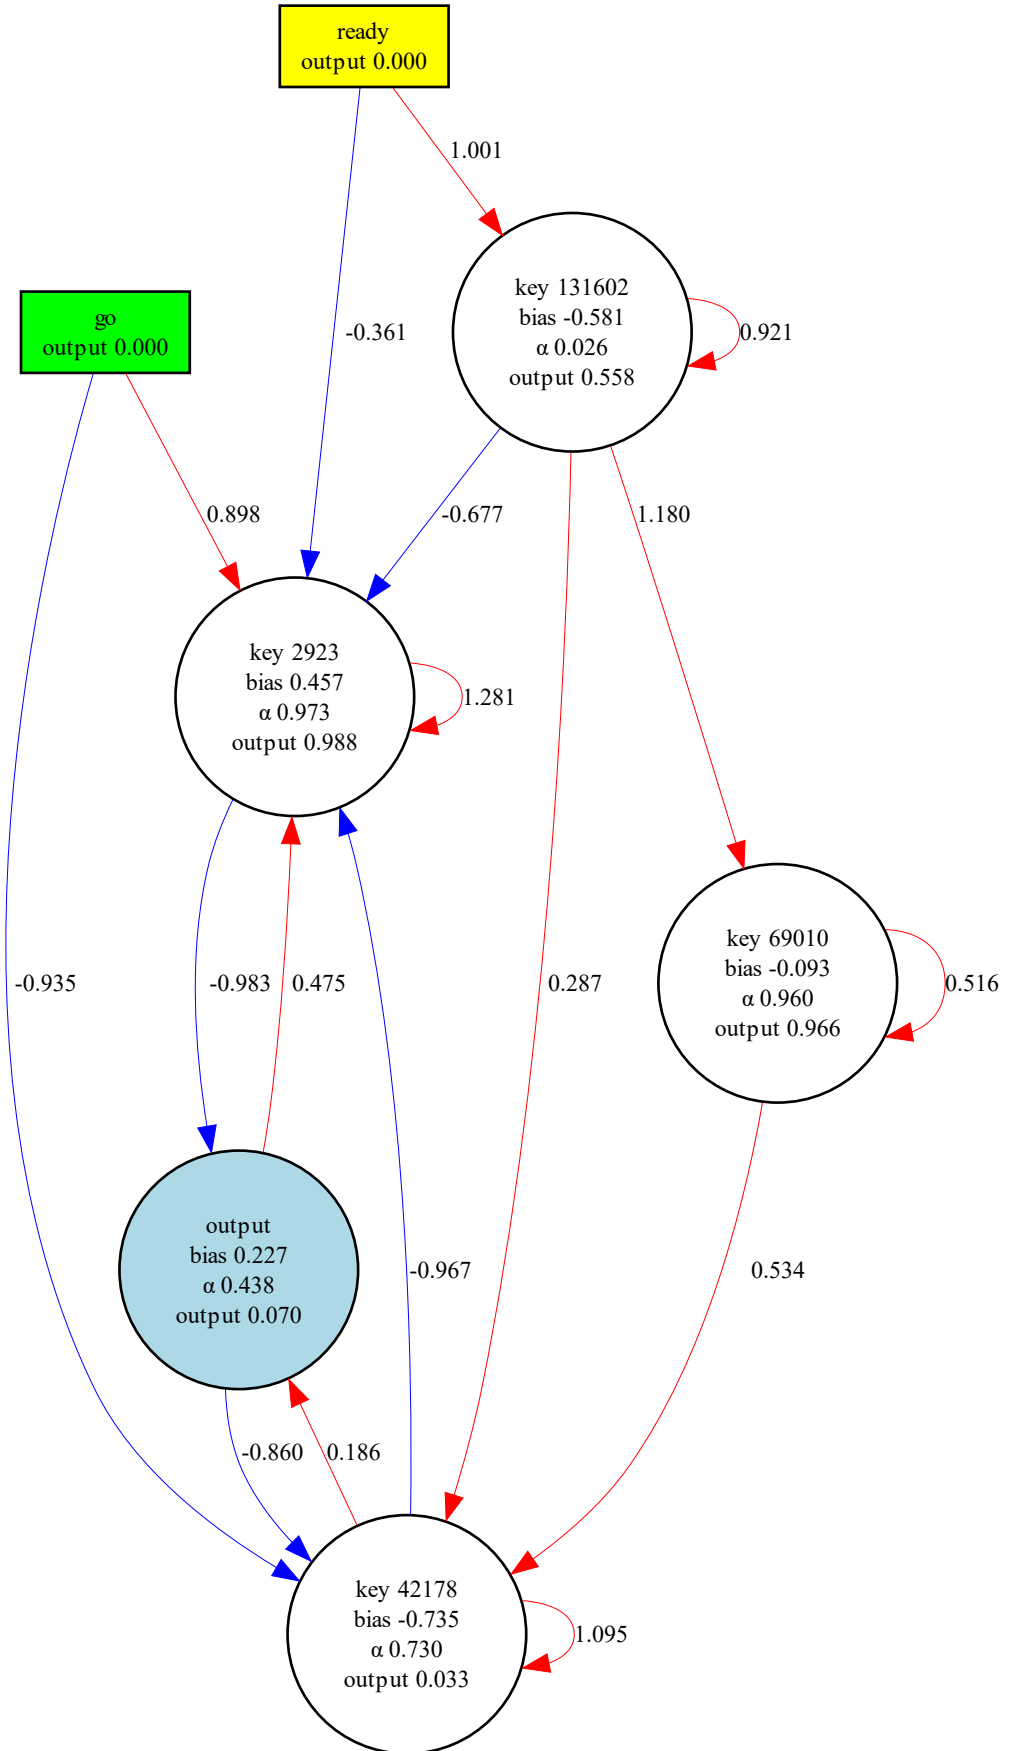 ready
output 0.000
1.001
key 131602
bias -0.581
α 0.026
output 0.558
0.921
go
output 0.000
-0.361
0.898
-0.677
1.180
key 2923
bias 0.457
α 0.973
output 0.988
1.281
key 69010
bias -0.093
α 0.960
output 0.966
0.516
-0.935
-0.983
0.475
0.287
output
bias 0.227
α 0.438
output 0.070
-0.967
0.534
-0.860
0.186
key 42178
bias -0.735
α 0.730
output 0.033
1.095